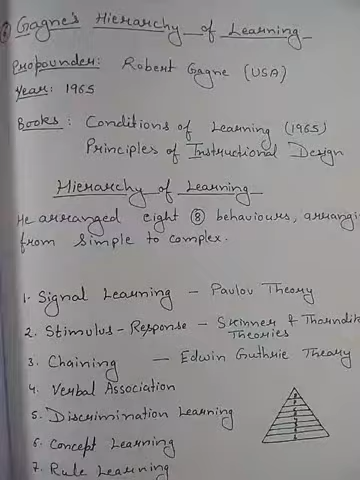 Gagne's Hierarchy of Learning
Propounder: Robert Gagne (USA)
Year: 1965
Books: Conditions of Learning (1965)
Principles of Instructional Design
Hierarchy of Learning
He arranged eight ⑧ behaviours, arrangi
from simple to complex.
1. Signal Learning - Pavlov Theory
2. Stimulus-Response - Skinner & Thorndik
Theories
3. Chaining - Edwin Guthrie Theory
4. Verbal Association
5. Discrimination Learning
6. Concept Learning
7. Rule Learning